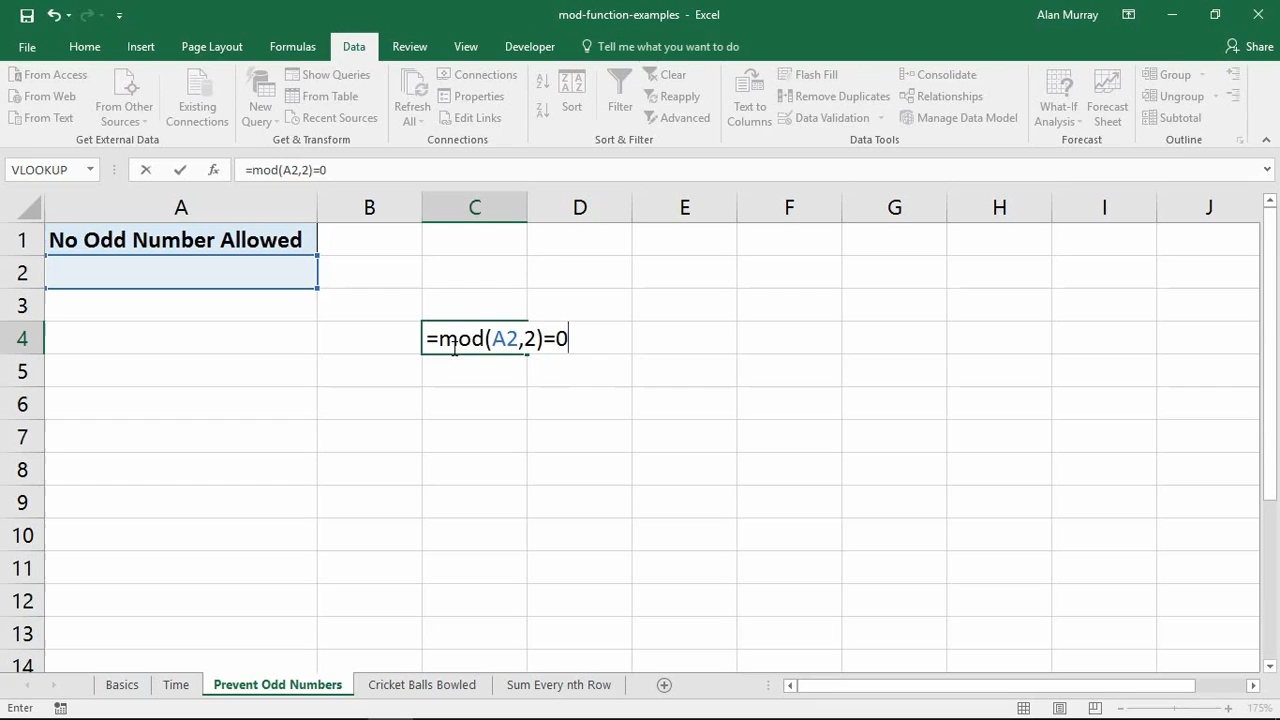 mod-function-examples - Excel
Alan Murray
File Home Insert Page Layout Formulas Data Review View Developer Tell me what you want to do Share
From Access
From Web
From Text
From Other Sources
Existing Connections
Get External Data
New Query
Show Queries
From Table
Recent Sources
Get & Transform
Refresh All
Connections
Properties
Edit Links
Connections
Sort
Filter
Clear
Reapply
Advanced
Sort & Filter
Text to Columns
Flash Fill
Remove Duplicates
Data Validation
Consolidate
Relationships
Manage Data Model
Data Tools
What-If Analysis
Forecast Sheet
Forecast
Group
Ungroup
Subtotal
Outline
VLOOKUP fx =mod(A2,2)=0
A B C D E F G H I J
1 No Odd Number Allowed
2
3
4 =mod(A2,2)=0
5
6
7
8
9
10
11
12
13
14
Basics Time Prevent Odd Numbers Cricket Balls Bowled Sum Every nth Row
Enter 175%